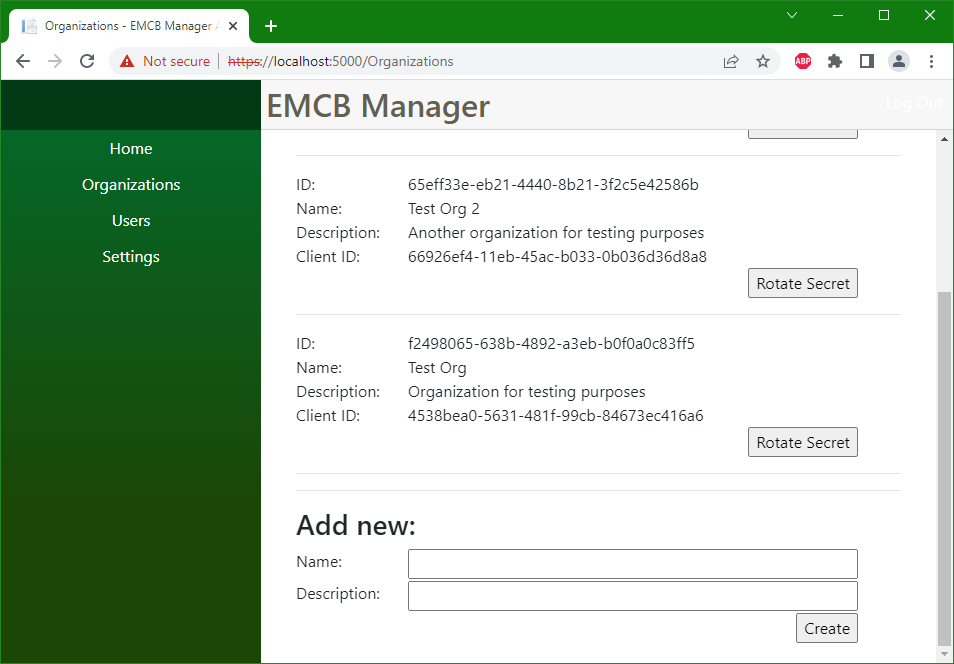 Organizations - EMCB Manager
Not secure
https://localhost:5000/Organizations
ABP
EMCB Manager
Log Out
Home
Organizations
Users
Settings
ID: 65eff33e-eb21-4440-8b21-3f2c5e42586b
Name: Test Org 2
Description: Another organization for testing purposes
Client ID: 66926ef4-11eb-45ac-b033-0b036d36d8a8
Rotate Secret
ID: f2498065-638b-4892-a3eb-b0f0a0c83ff5
Name: Test Org
Description: Organization for testing purposes
Client ID: 4538bea0-5631-481f-99cb-84673ec416a6
Rotate Secret
Add new:
Name:
Description:
Create